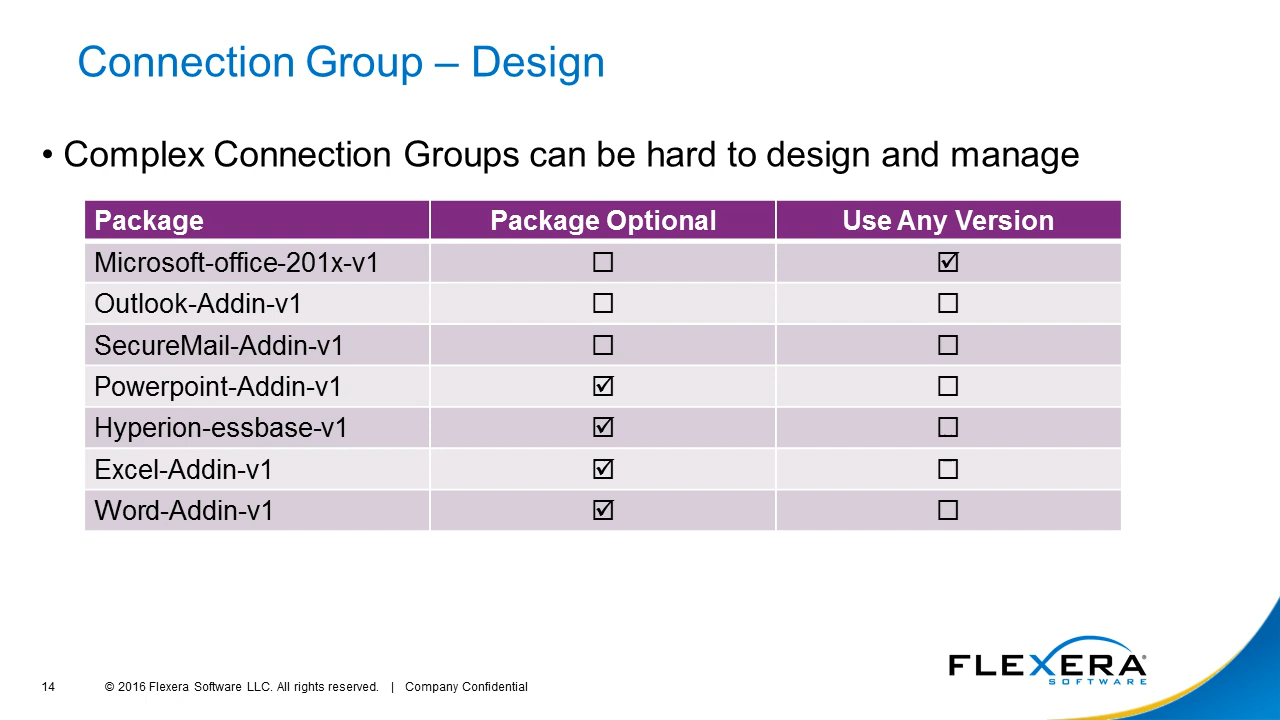 Connection Group – Design
• Complex Connection Groups can be hard to design and manage
Package Package Optional Use Any Version
Microsoft-office-201x-v1 ☐ ☑
Outlook-Addin-v1 ☐ ☐
SecureMail-Addin-v1 ☐ ☐
Powerpoint-Addin-v1 ☑ ☐
Hyperion-essbase-v1 ☑ ☐
Excel-Addin-v1 ☑ ☐
Word-Addin-v1 ☑ ☐
FLEXERA
SOFTWARE
14 © 2016 Flexera Software LLC. All rights reserved. | Company Confidential